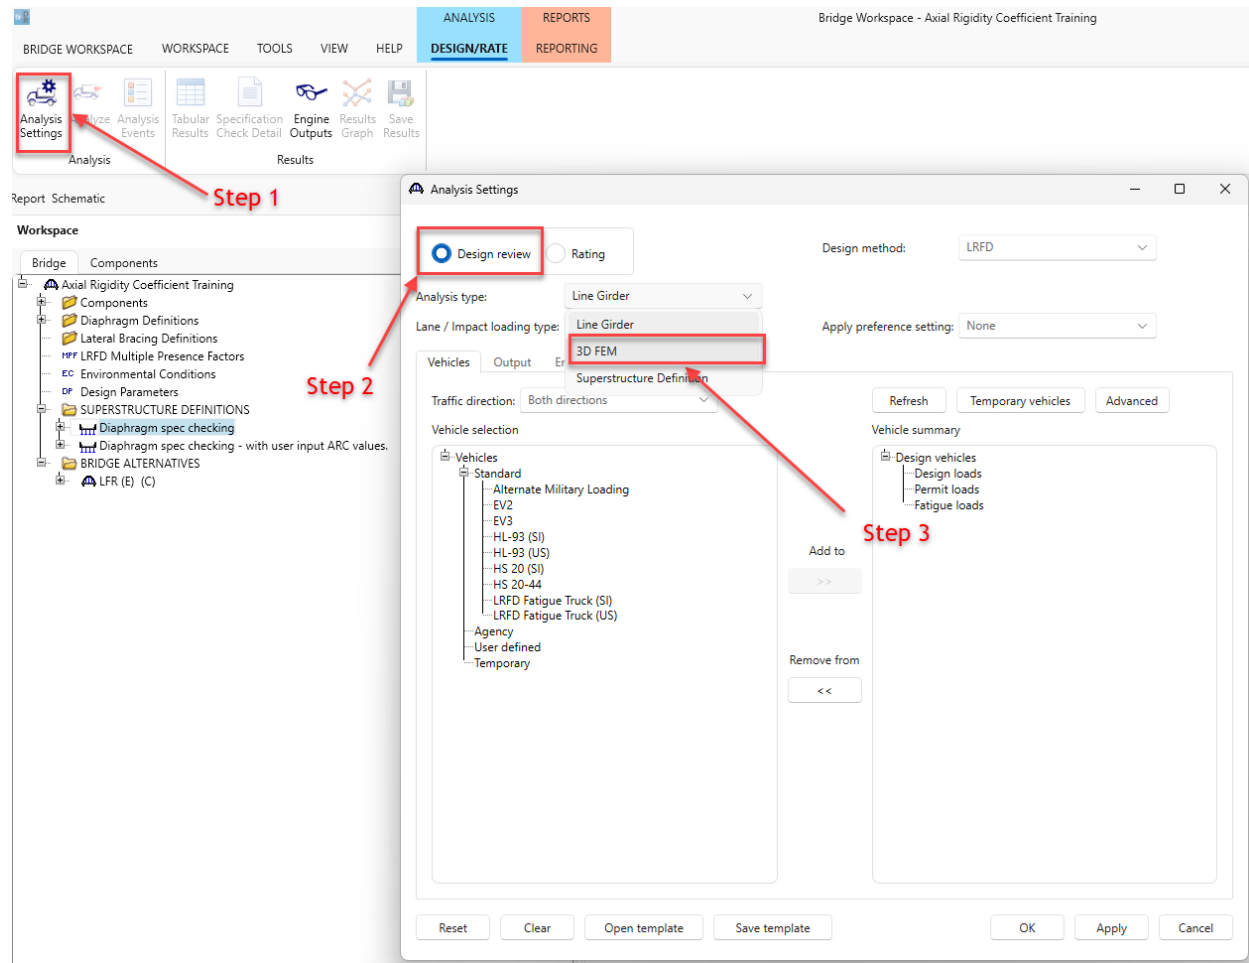 ANALYSIS REPORTS Bridge Workspace - Axial Rigidity Coefficient Training
BRIDGE WORKSPACE WORKSPACE TOOLS VIEW HELP DESIGN/RATE REPORTING
Analysis Settings
Analysis Events
Tabular Results
Specification Check Detail
Engine Outputs
Results Graph
Save Results
Analysis Results
Step 1
Report Schematic
Workspace
Bridge Components
Axial Rigidity Coefficient Training
Components
Diaphragm Definitions
Lateral Bracing Definitions
MPF LRFD Multiple Presence Factors
EC Environmental Conditions
DP Design Parameters
SUPERSTRUCTURE DEFINITIONS
Diaphragm spec checking
Diaphragm spec checking - with user input ARC values.
BRIDGE ALTERNATIVES
LFR (E) (C)
Analysis Settings
Design review Rating
Design method: LRFD
Step 2
Analysis type: Line Girder
Line Girder
3D FEM
Superstructure Definition
Step 3
Lane / Impact loading type:
Apply preference setting: None
Vehicles Output
Traffic direction: Both directions
Refresh Temporary vehicles Advanced
Vehicle selection
Vehicles
Standard
Alternate Military Loading
EV2
EV3
HL-93 (SI)
HL-93 (US)
HS 20 (SI)
HS 20-44
LRFD Fatigue Truck (SI)
LRFD Fatigue Truck (US)
Agency
User defined
Temporary
Add to
>>
Remove from
<<
Vehicle summary
Design vehicles
Design loads
Permit loads
Fatigue loads
Reset Clear Open template Save template OK Apply Cancel